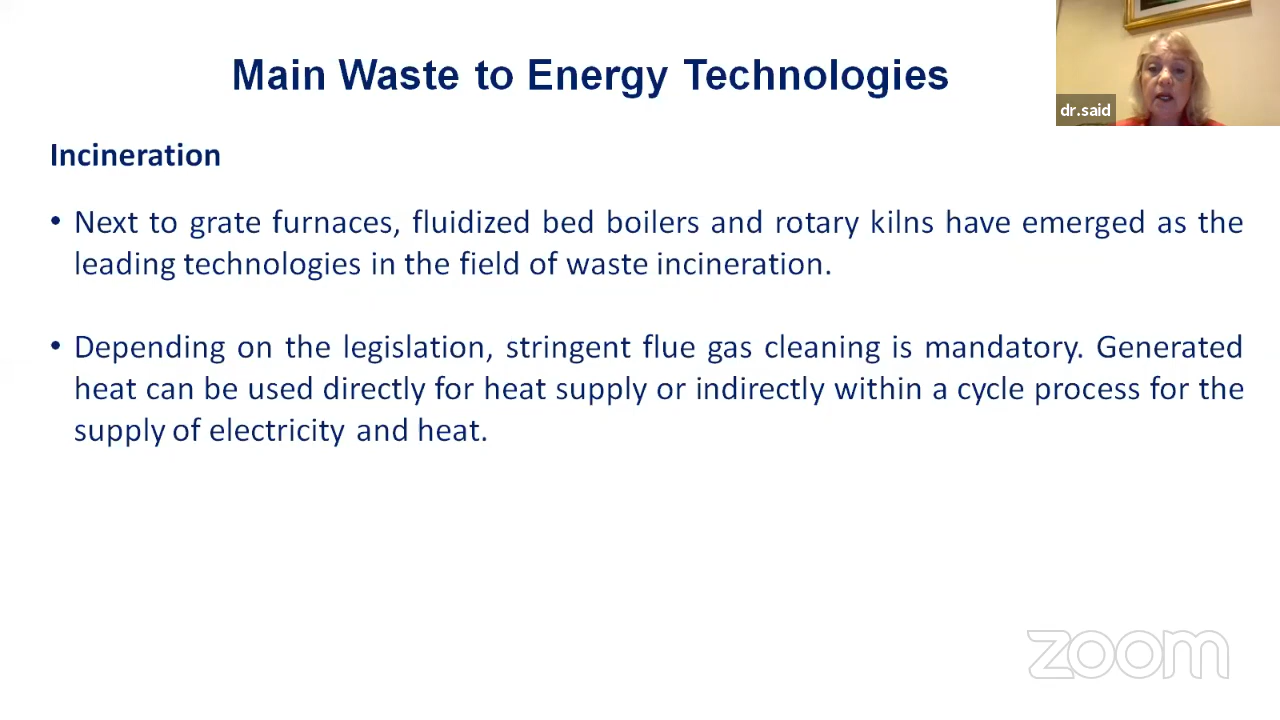 Main Waste to Energy Technologies
dr.said
Incineration
• Next to grate furnaces, fluidized bed boilers and rotary kilns have emerged as the
leading technologies in the field of waste incineration.
• Depending on the legislation, stringent flue gas cleaning is mandatory. Generated
heat can be used directly for heat supply or indirectly within a cycle process for the
supply of electricity and heat.
zoom